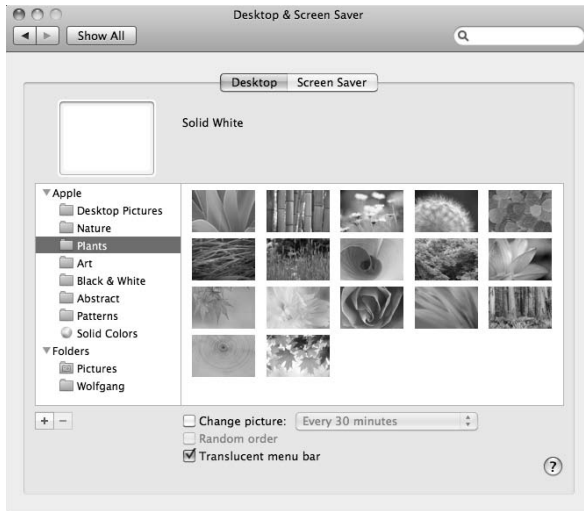 Desktop & Screen Saver
Show All
Desktop Screen Saver
Solid White
Apple
Desktop Pictures
Nature
Plants
Art
Black & White
Abstract
Patterns
Solid Colors
Folders
Pictures
Wolfgang
+ −
Change picture: Every 30 minutes
Random order
Translucent menu bar
?